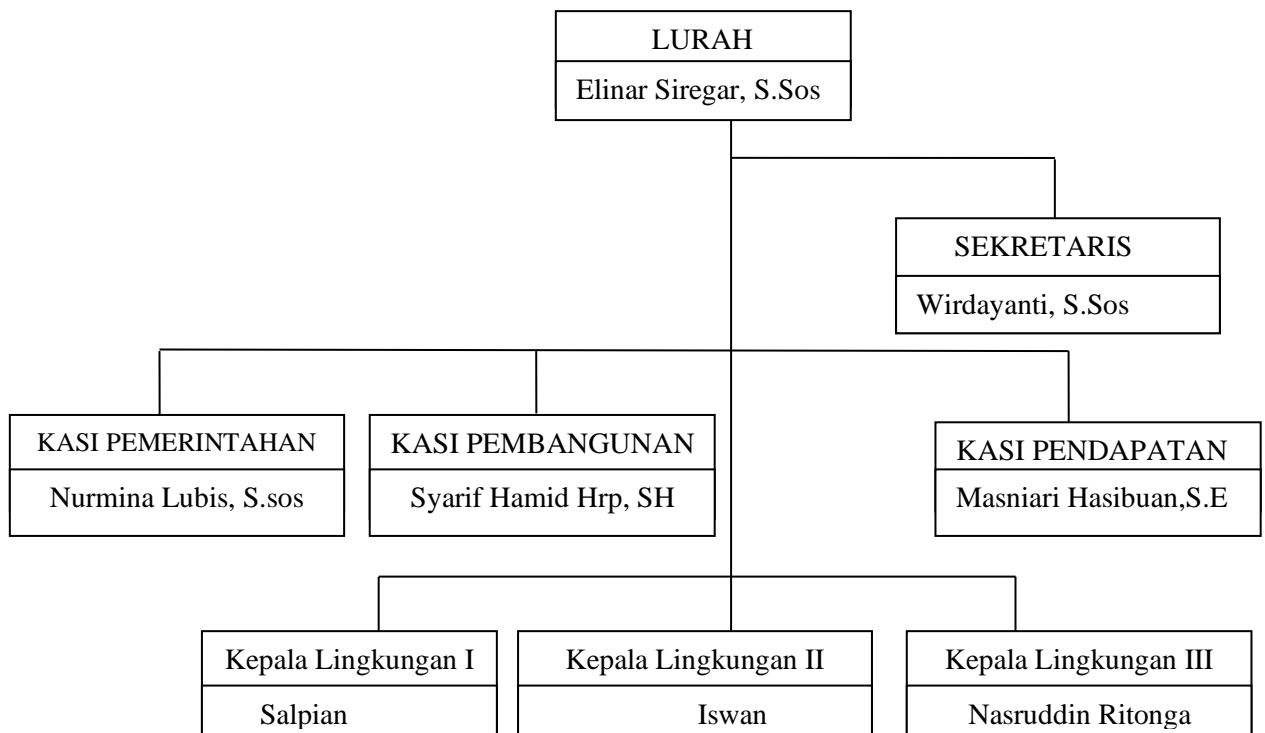 LURAH
Elinar Siregar, S.Sos
SEKRETARIS
Wirdayanti, S.Sos
KASI PEMERINTAHAN
Nurmina Lubis, S.sos
KASI PEMBANGUNAN
Syarif Hamid Hrp, SH
KASI PENDAPATAN
Masniari Hasibuan,S.E
Kepala Lingkungan I
Salpian
Kepala Lingkungan II
Iswan
Kepala Lingkungan III
Nasruddin Ritonga